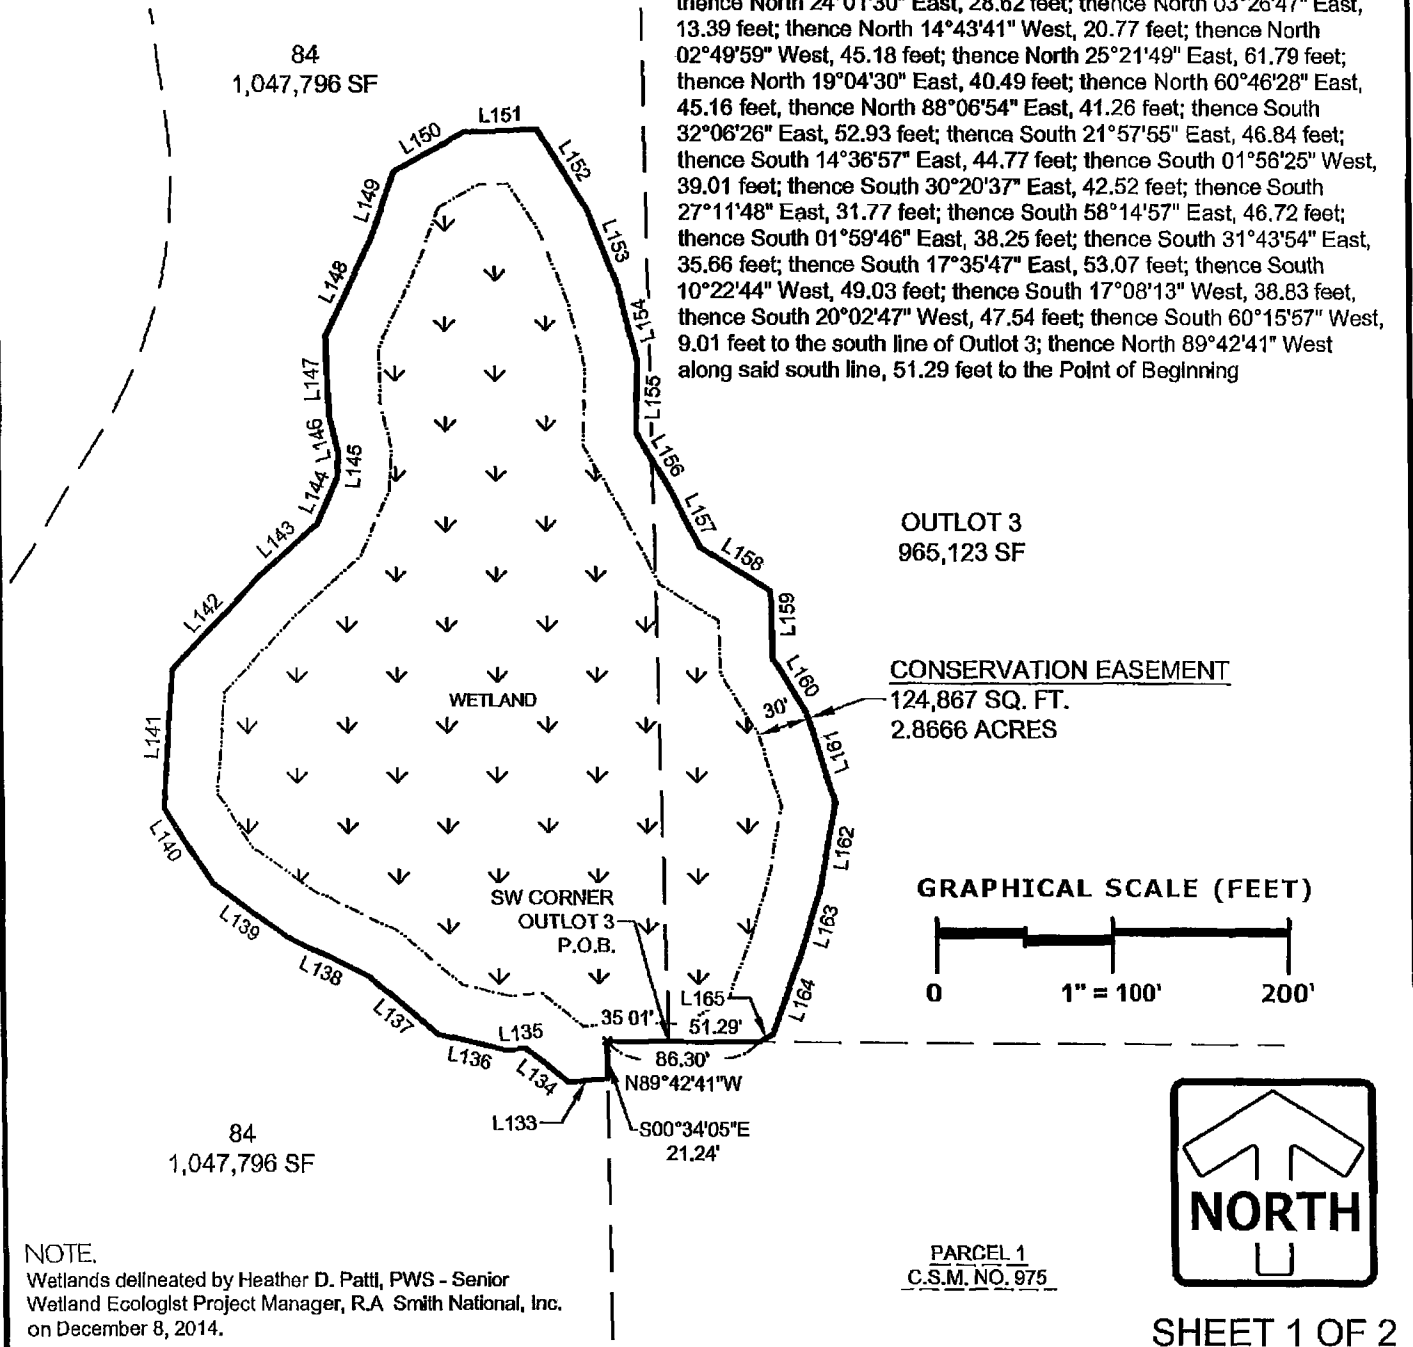 thence North 24°01'30" East, 28.62 feet; thence North 03°26'47" East,
13.39 feet; thence North 14°43'41" West, 20.77 feet; thence North
02°49'59" West, 45.18 feet; thence North 25°21'49" East, 61.79 feet;
thence North 19°04'30" East, 40.49 feet; thence North 60°46'28" East,
45.16 feet, thence North 88°06'54" East, 41.26 feet; thence South
32°06'26" East, 52.93 feet; thence South 21°57'55" East, 46.84 feet;
thence South 14°36'57" East, 44.77 feet; thence South 01°56'25" West,
39.01 feet; thence South 30°20'37" East, 42.52 feet; thence South
27°11'48" East, 31.77 feet; thence South 58°14'57" East, 46.72 feet;
thence South 01°59'46" East, 38.25 feet; thence South 31°43'54" East,
35.66 feet; thence South 17°35'47" East, 53.07 feet; thence South
10°22'44" West, 49.03 feet; thence South 17°08'13" West, 38.83 feet,
thence South 20°02'47" West, 47.54 feet; thence South 60°15'57" West,
9.01 feet to the south line of Outlot 3; thence North 89°42'41" West
along said south line, 51.29 feet to the Point of Beginning
84
1,047,796 SF
L151
L150
L152
L149
L153
L148
L154
L147
L155
L146
L145
L156
L144
L157
L143
L158
L142
L159
L160
L141
L161
L140
L162
L139
L163
L138
L164
L137
L165
L136
L135
L134
L133
OUTLOT 3
965,123 SF
CONSERVATION EASEMENT
124,867 SQ. FT.
2.8666 ACRES
30'
WETLAND
SW CORNER
OUTLOT 3
P.O.B.
35 01'
51.29'
86.30'
N89°42'41"W
S00°34'05"E
21.24'
GRAPHICAL SCALE (FEET)
0 1" = 100' 200'
84
1,047,796 SF
NORTH
NOTE.
Wetlands delineated by Heather D. Patti, PWS - Senior
Wetland Ecologist Project Manager, R.A Smith National, Inc.
on December 8, 2014.
PARCEL 1
C.S.M. NO. 975
SHEET 1 OF 2